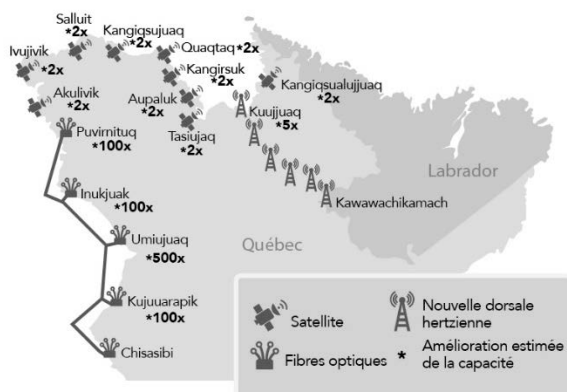 Salluit
*2x
Kangiqsujuaq
*2x
Quaqtaq *2x
Ivujivik
*2x
Kangirsuk
*2x
Kangiqsualujjuaq
*2x
Akulivik
*2x
Aupaluk
*2x
Kuujjuaq
*5x
Tasiujaq
*2x
Puvirnituq
*100x
Labrador
Inukjuak
*100x
Kawawachikamach
Umiujuaq
*500x
Québec
Kujuuarapik
*100x
Chisasibi
Satellite
Nouvelle dorsale
hertzienne
Fibres optiques
* Amélioration estimée
de la capacité